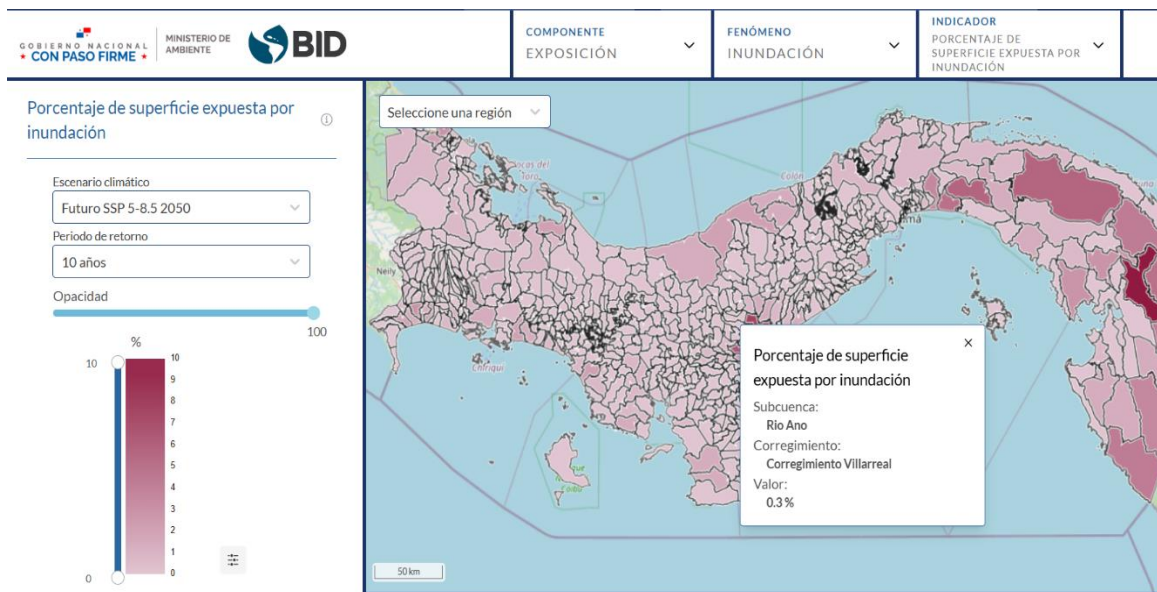 GOBIERNO NACIONAL
★ CON PASO FIRME ★
MINISTERIO DE
AMBIENTE
BID
COMPONENTE
EXPOSICIÓN
FENÓMENO
INUNDACIÓN
INDICADOR
PORCENTAJE DE
SUPERFICIE EXPUESTA POR
INUNDACIÓN
Porcentaje de superficie expuesta por
inundación
Escenario climático
Futuro SSP 5-8.5 2050
Periodo de retorno
10 años
Opacidad
100
%
10
10
9
8
7
6
5
4
3
2
1
0
0
Seleccione una región
Bocas del
Toro
Colón
Neily
Chiriquí
50 km
Porcentaje de superficie
expuesta por inundación
Subcuenca:
Rio Ano
Corregimiento:
Corregimiento Villarreal
Valor:
0.3 %